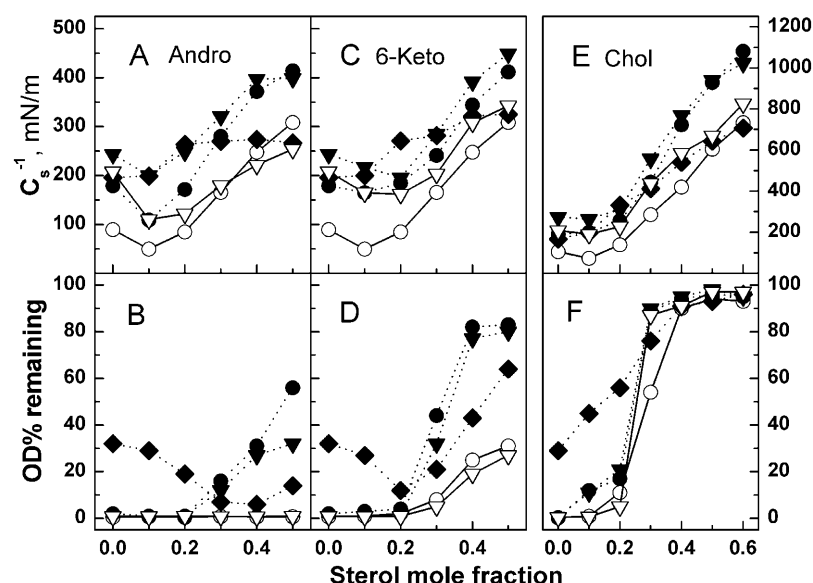 A Andro
C 6-Keto
E Chol
500
400
300
200
100
C_s^-1, mN/m
1200
1000
800
600
400
200
B
D
F
100
80
60
40
20
0
OD% remaining
100
80
60
40
20
0
0.0 0.2 0.4 0.0 0.2 0.4 0.0 0.2 0.4 0.6
Sterol mole fraction